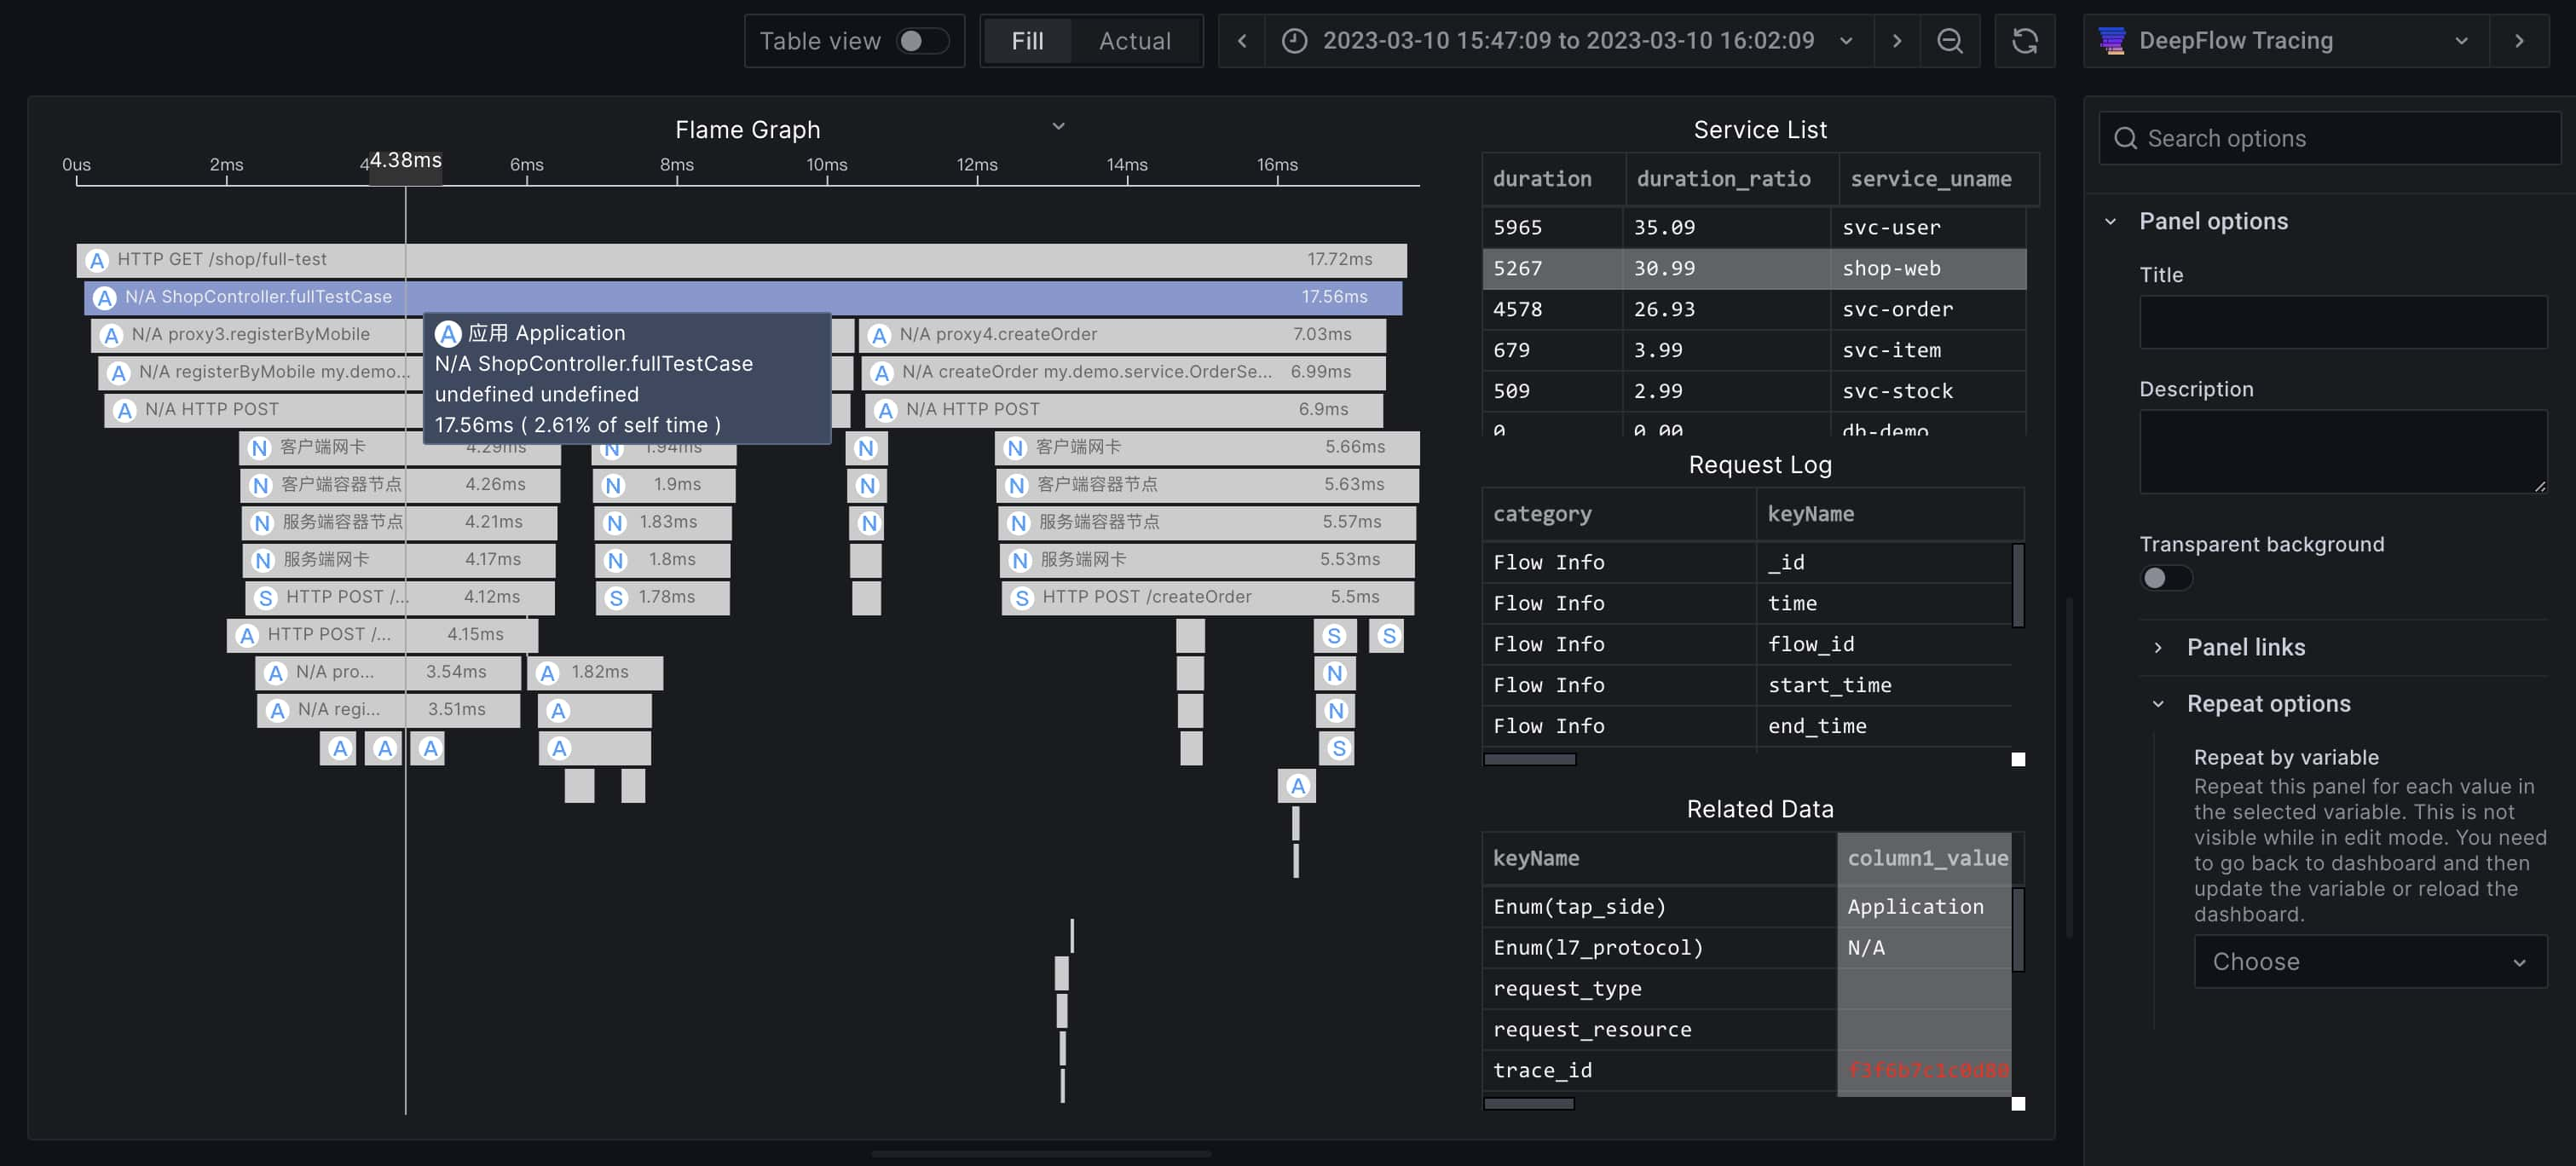 Table view
Fill
Actual
2023-03-10 15:47:09 to 2023-03-10 16:02:09
DeepFlow Tracing
Flame Graph
0us 2ms 4 4.38ms 6ms 8ms 10ms 12ms 14ms 16ms
A HTTP GET /shop/full-test 17.72ms
A N/A ShopController.fullTestCase 17.56ms
A N/A proxy3.registerByMobile
A N/A proxy4.createOrder 7.03ms
A N/A registerByMobile my.demo...
A N/A createOrder my.demo.service.OrderSe... 6.99ms
A N/A HTTP POST
A N/A HTTP POST 6.9ms
A 应用 Application
N/A ShopController.fullTestCase
undefined undefined
17.56ms ( 2.61% of self time )
N 客户端网卡 4.29ms N 1.94ms N N 客户端网卡 5.66ms
N 客户端容器节点 4.26ms N 1.9ms N N 客户端容器节点 5.63ms
N 服务端容器节点 4.21ms N 1.83ms N N 服务端容器节点 5.57ms
N 服务端网卡 4.17ms N 1.8ms N 服务端网卡 5.53ms
S HTTP POST /... 4.12ms S 1.78ms S HTTP POST /createOrder 5.5ms
A HTTP POST /... 4.15ms S S
A N/A pro... 3.54ms A 1.82ms N
A N/A regi... 3.51ms A N
A A A A S
A
Service List
duration duration_ratio service_uname
5965 35.09 svc-user
5267 30.99 shop-web
4578 26.93 svc-order
679 3.99 svc-item
509 2.99 svc-stock
0 0.00 db-demo
Request Log
category keyName
Flow Info _id
Flow Info time
Flow Info flow_id
Flow Info start_time
Flow Info end_time
Related Data
keyName column1_value
Enum(tap_side) Application
Enum(l7_protocol) N/A
request_type
request_resource
trace_id f3f6b7c1c0d80
Search options
Panel options
Title
Description
Transparent background
Panel links
Repeat options
Repeat by variable
Repeat this panel for each value in
the selected variable. This is not
visible while in edit mode. You need
to go back to dashboard and then
update the variable or reload the
dashboard.
Choose